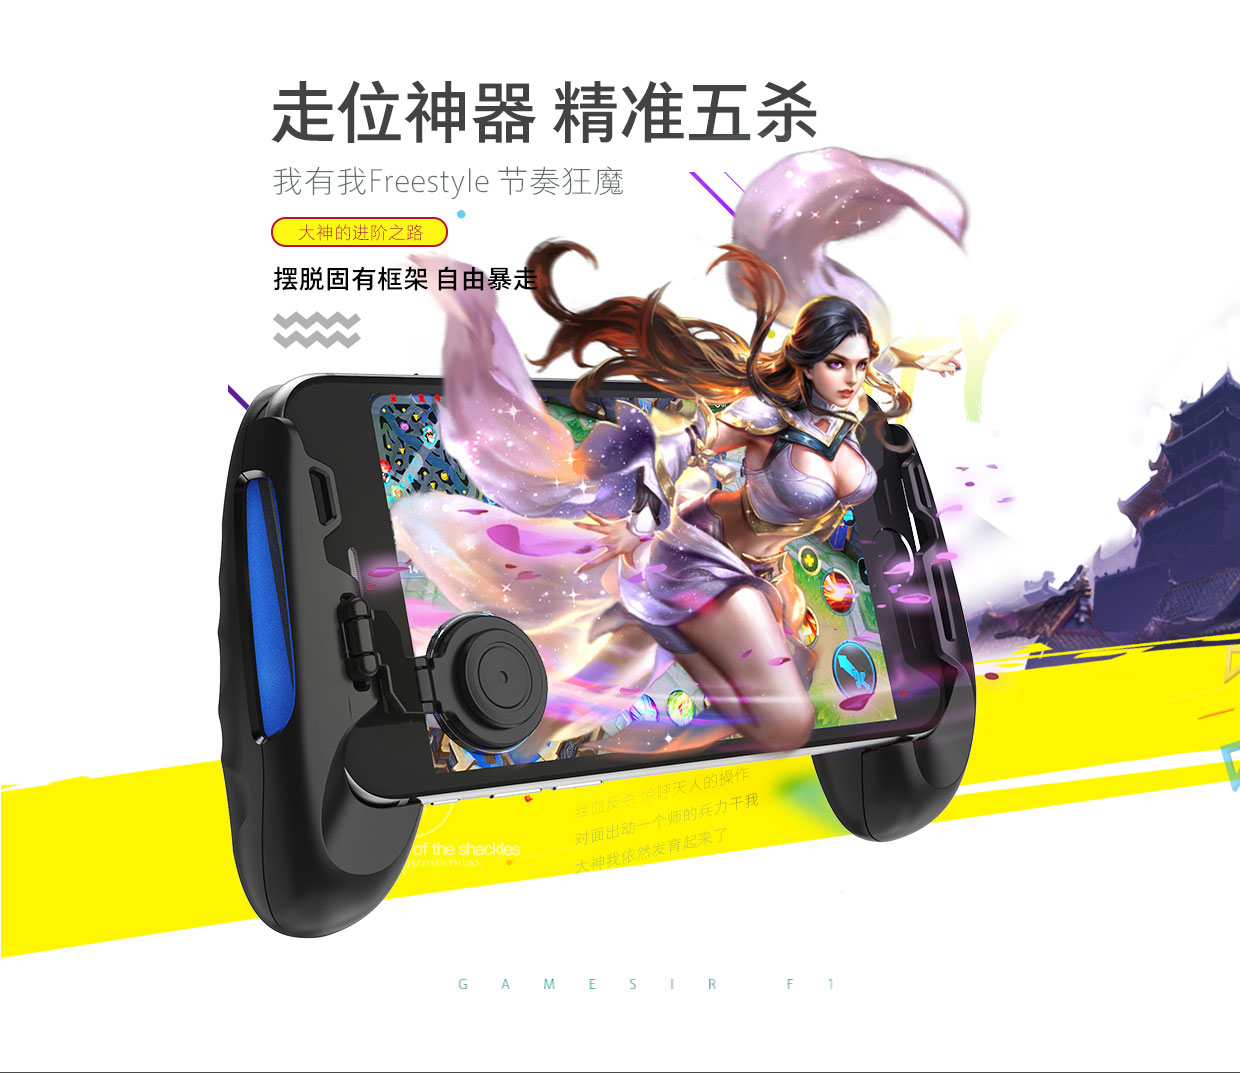 走位神器 精准五杀
我有我Freestyle 节奏狂魔
大神的进阶之路
摆脱固有框架 自由暴走
丝血反杀 惊呼天人的操作
对面出动一个师的兵力干我
大神我依然发育起来了
of the shackles
GAMESIR F1